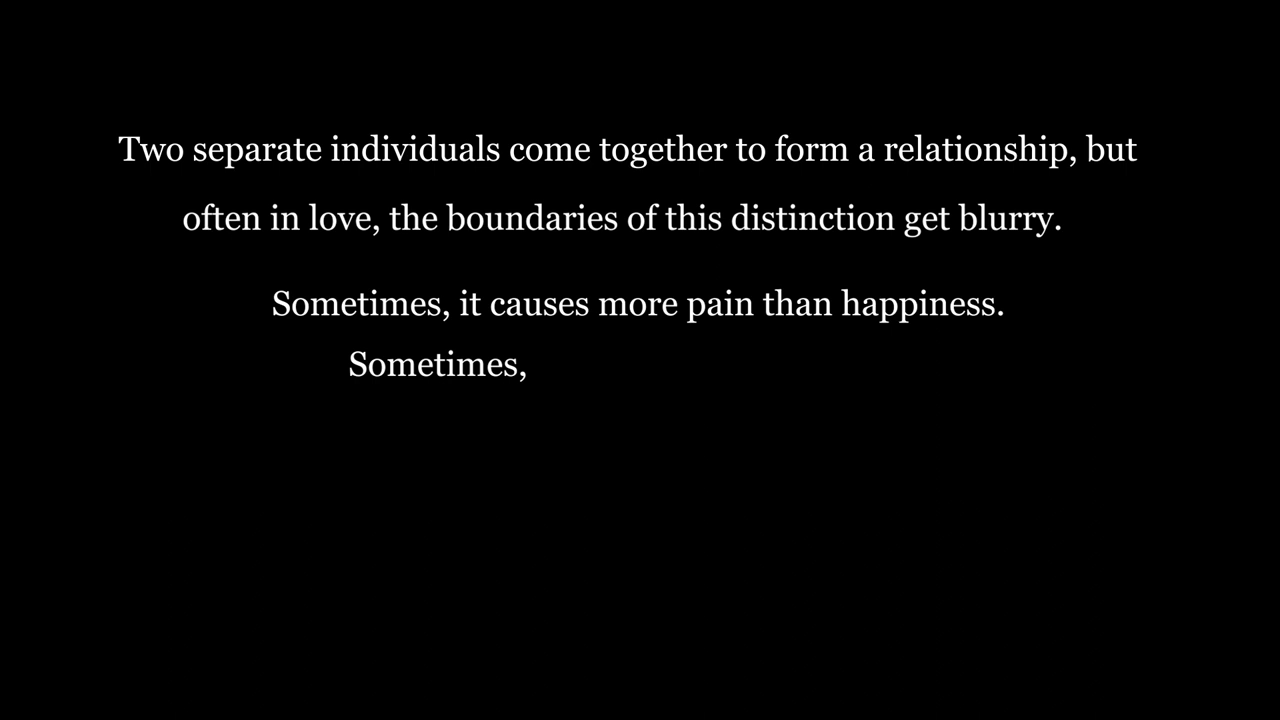 Two separate individuals come together to form a relationship, but
often in love, the boundaries of this distinction get blurry.
Sometimes, it causes more pain than happiness.
Sometimes,